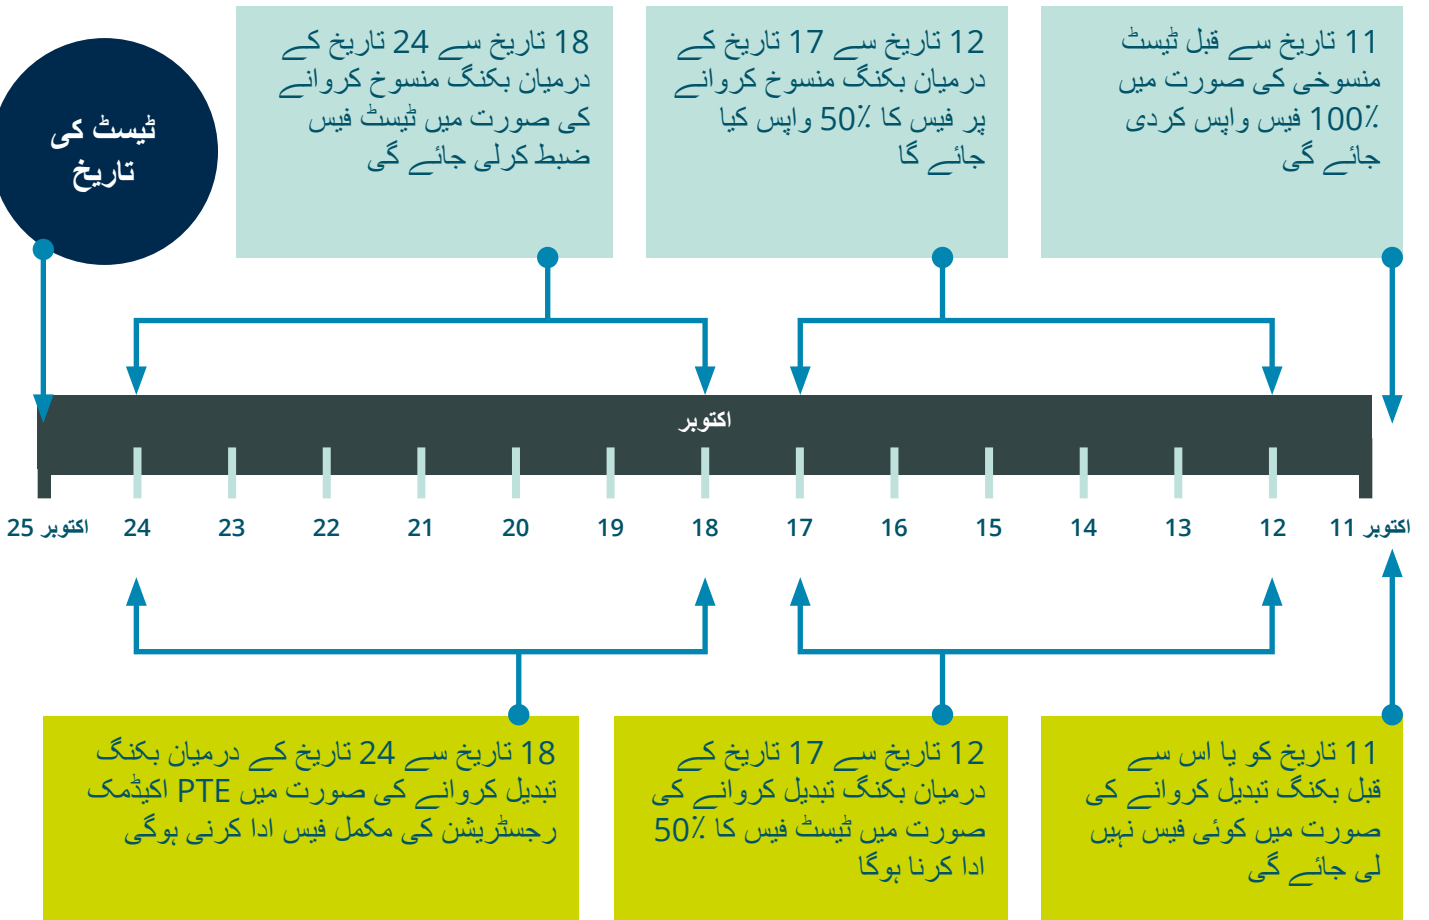 11 تاریخ سے قبل ٹیسٹ
منسوخی کی صورت میں
100٪ فیس واپس کردی
جائے گی
12 تاریخ سے 17 تاریخ کے
درمیان بکنگ منسوخ کروانے
پر فیس کا 50٪ واپس کیا
جائے گا
18 تاریخ سے 24 تاریخ کے
درمیان بکنگ منسوخ کروانے
کی صورت میں ٹیسٹ فیس
ضبط کرلی جائے گی
ٹیسٹ کی
تاریخ
اکتوبر
11 اکتوبر
12
13
14
15
16
17
18
19
20
21
22
23
24
25 اکتوبر
11 تاریخ کو یا اس سے
قبل بکنگ تبدیل کروانے کی
صورت میں کوئی فیس نہیں
لی جائے گی
12 تاریخ سے 17 تاریخ کے
درمیان بکنگ تبدیل کروانے کی
صورت میں ٹیسٹ فیس کا 50٪
ادا کرنا ہوگا
18 تاریخ سے 24 تاریخ کے درمیان بکنگ
تبدیل کروانے کی صورت میں PTE اکیڈمک
رجسٹریشن کی مکمل فیس ادا کرنی ہوگی